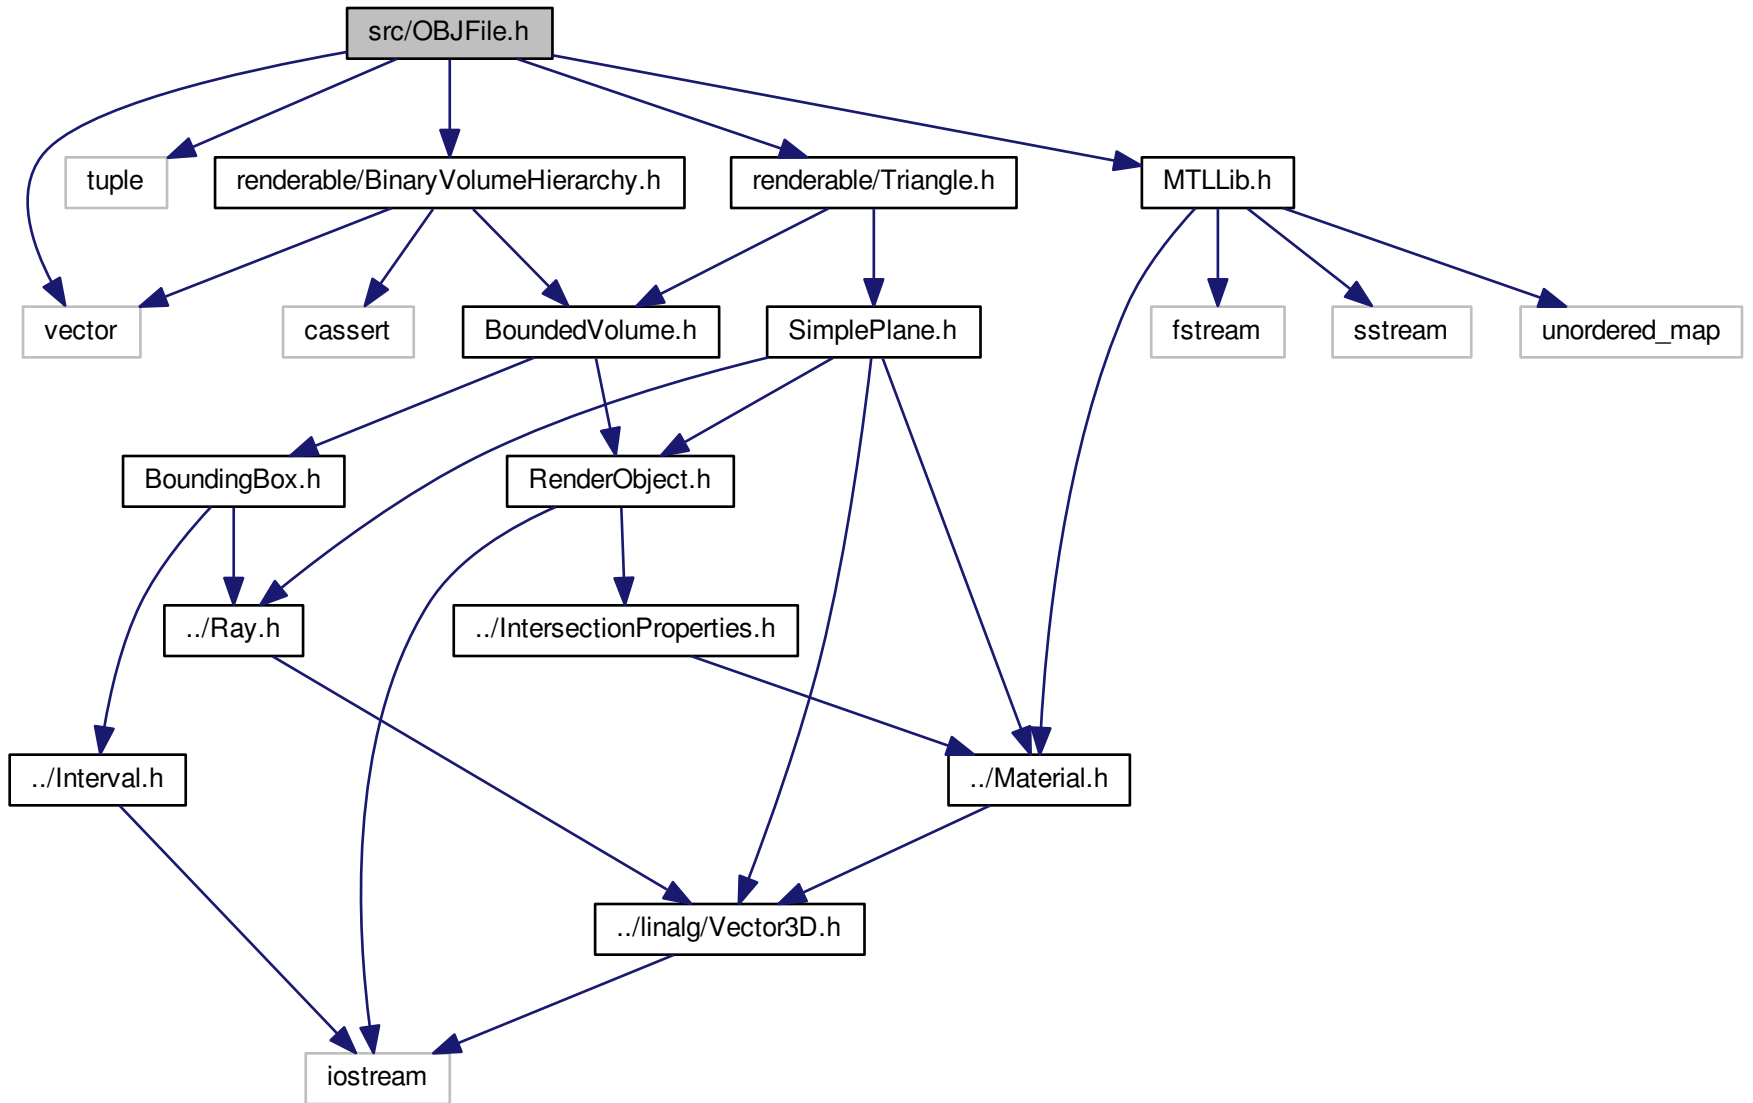 src/OBJFile.h
tuple
renderable/BinaryVolumeHierarchy.h
renderable/Triangle.h
MTLLib.h
vector
cassert
BoundedVolume.h
SimplePlane.h
fstream
sstream
unordered_map
BoundingBox.h
RenderObject.h
../Ray.h
../IntersectionProperties.h
../Interval.h
../Material.h
../linalg/Vector3D.h
iostream